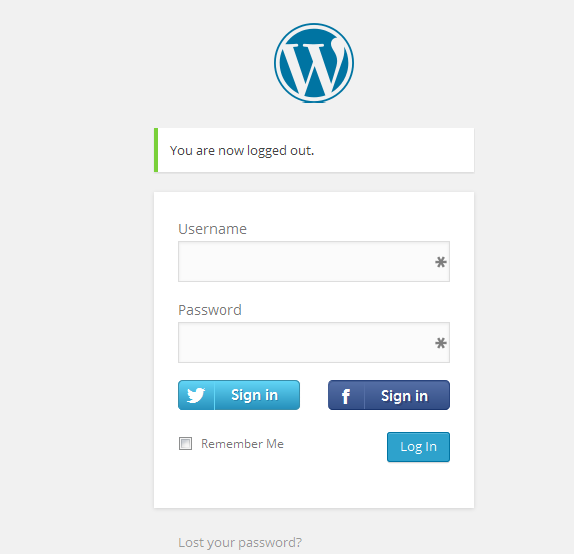 You are now logged out.
Username
Password
Sign in Sign in
Remember Me Log In
Lost your password?